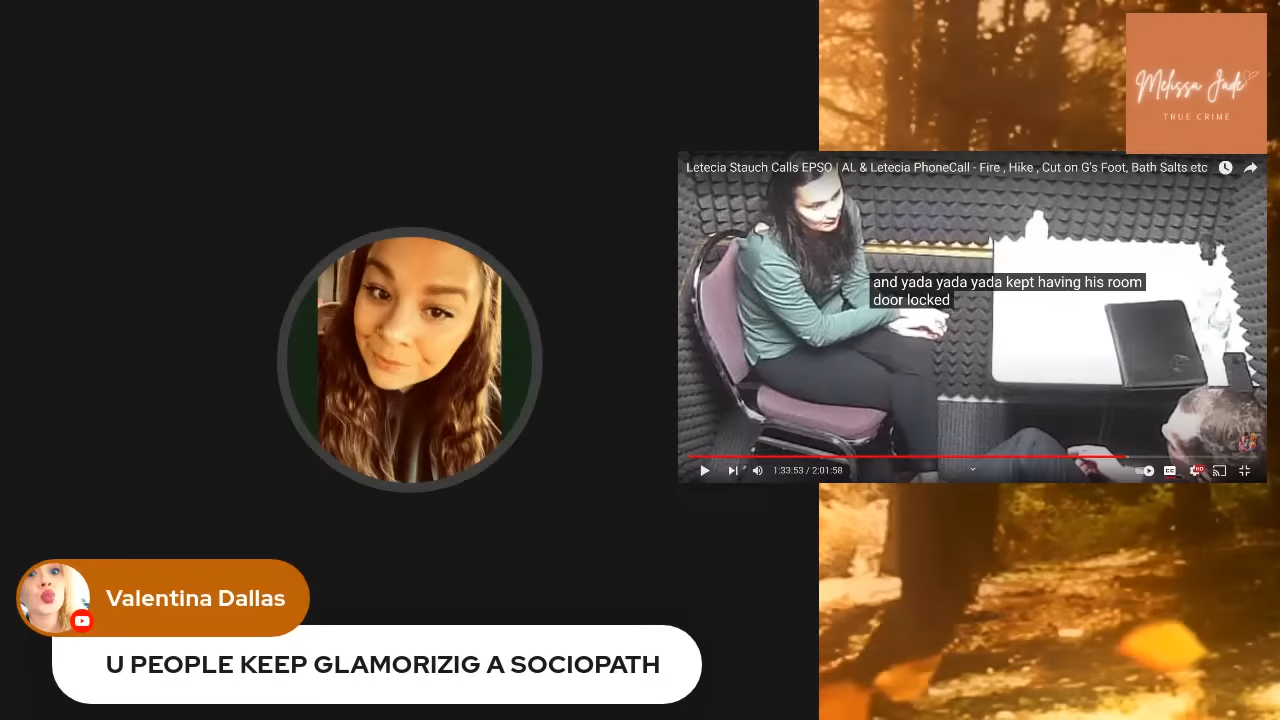 Melissa Jade
TRUE CRIME
Letecia Stauch Calls EPSO | AL & Letecia PhoneCall - Fire , Hike , Cut on G's Foot, Bath Salts etc
and yada yada yada kept having his room
door locked
1:33:53 / 2:01:58
CC
HD
Valentina Dallas
U PEOPLE KEEP GLAMORIZIG A SOCIOPATH